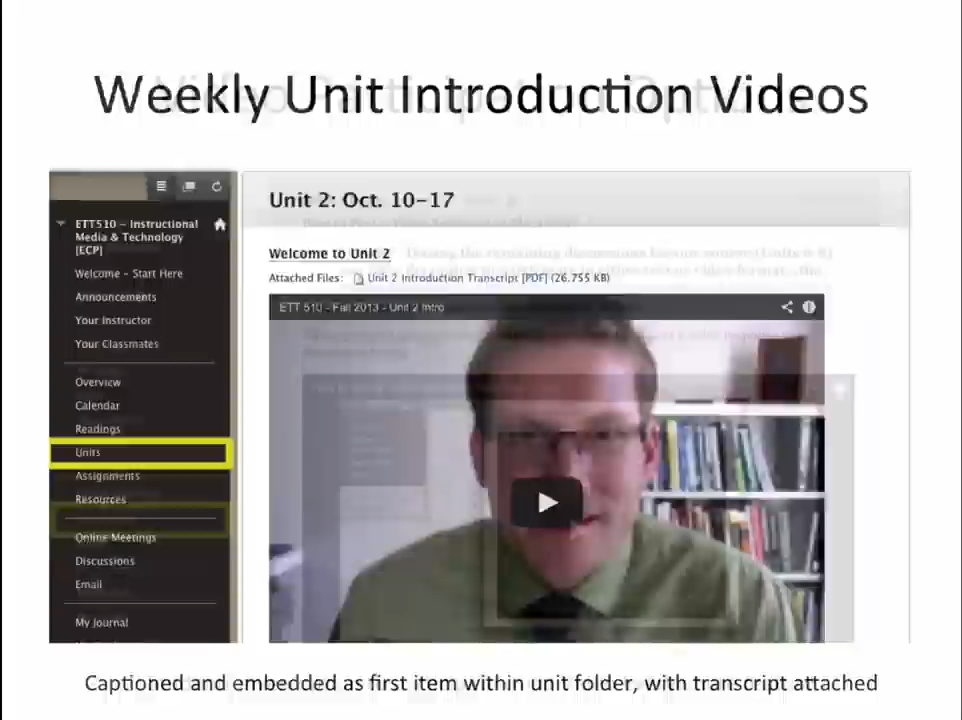 Weekly Unit Introduction Videos
ETT510 - Instructional
Media & Technology
[ECP]
Welcome - Start Here
Announcements
Your Instructor
Your Classmates
Overview
Calendar
Readings
Units
Assignments
Resources
Online Meetings
Discussions
Email
My Journal
Unit 2: Oct. 10-17
Welcome to Unit 2
Attached Files: Unit 2 Introduction Transcript [PDF] (26.755 KB)
ETT 510 - Fall 2013 - Unit 2 Intro
Captioned and embedded as first item within unit folder, with transcript attached